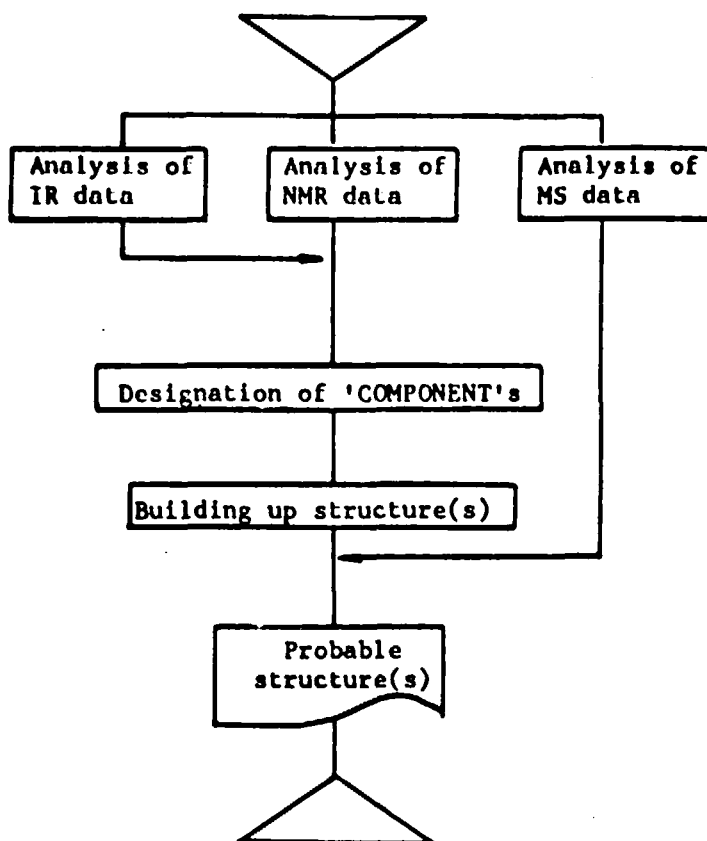 Analysis of
IR data
Analysis of
NMR data
Analysis of
MS data
Designation of 'COMPONENT's
Building up structure(s)
Probable
structure(s)